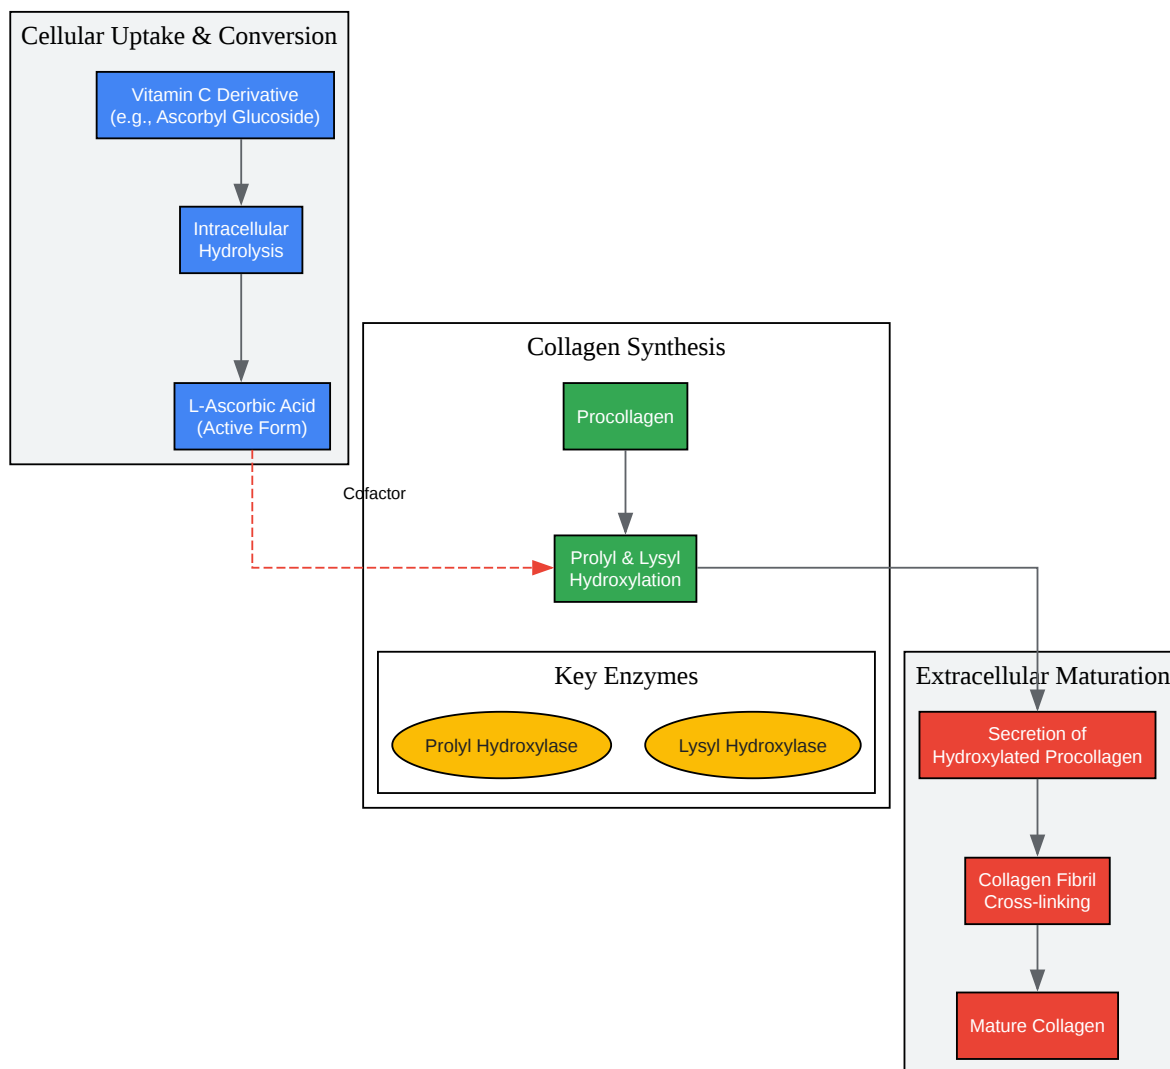 Cellular Uptake & Conversion
Vitamin C Derivative
(e.g., Ascorbyl Glucoside)
Intracellular
Hydrolysis
L-Ascorbic Acid
(Active Form)
Cofactor
Collagen Synthesis
Procollagen
Prolyl & Lysyl
Hydroxylation
Key Enzymes
Prolyl Hydroxylase
Lysyl Hydroxylase
Extracellular Maturation
Secretion of
Hydroxylated Procollagen
Collagen Fibril
Cross-linking
Mature Collagen